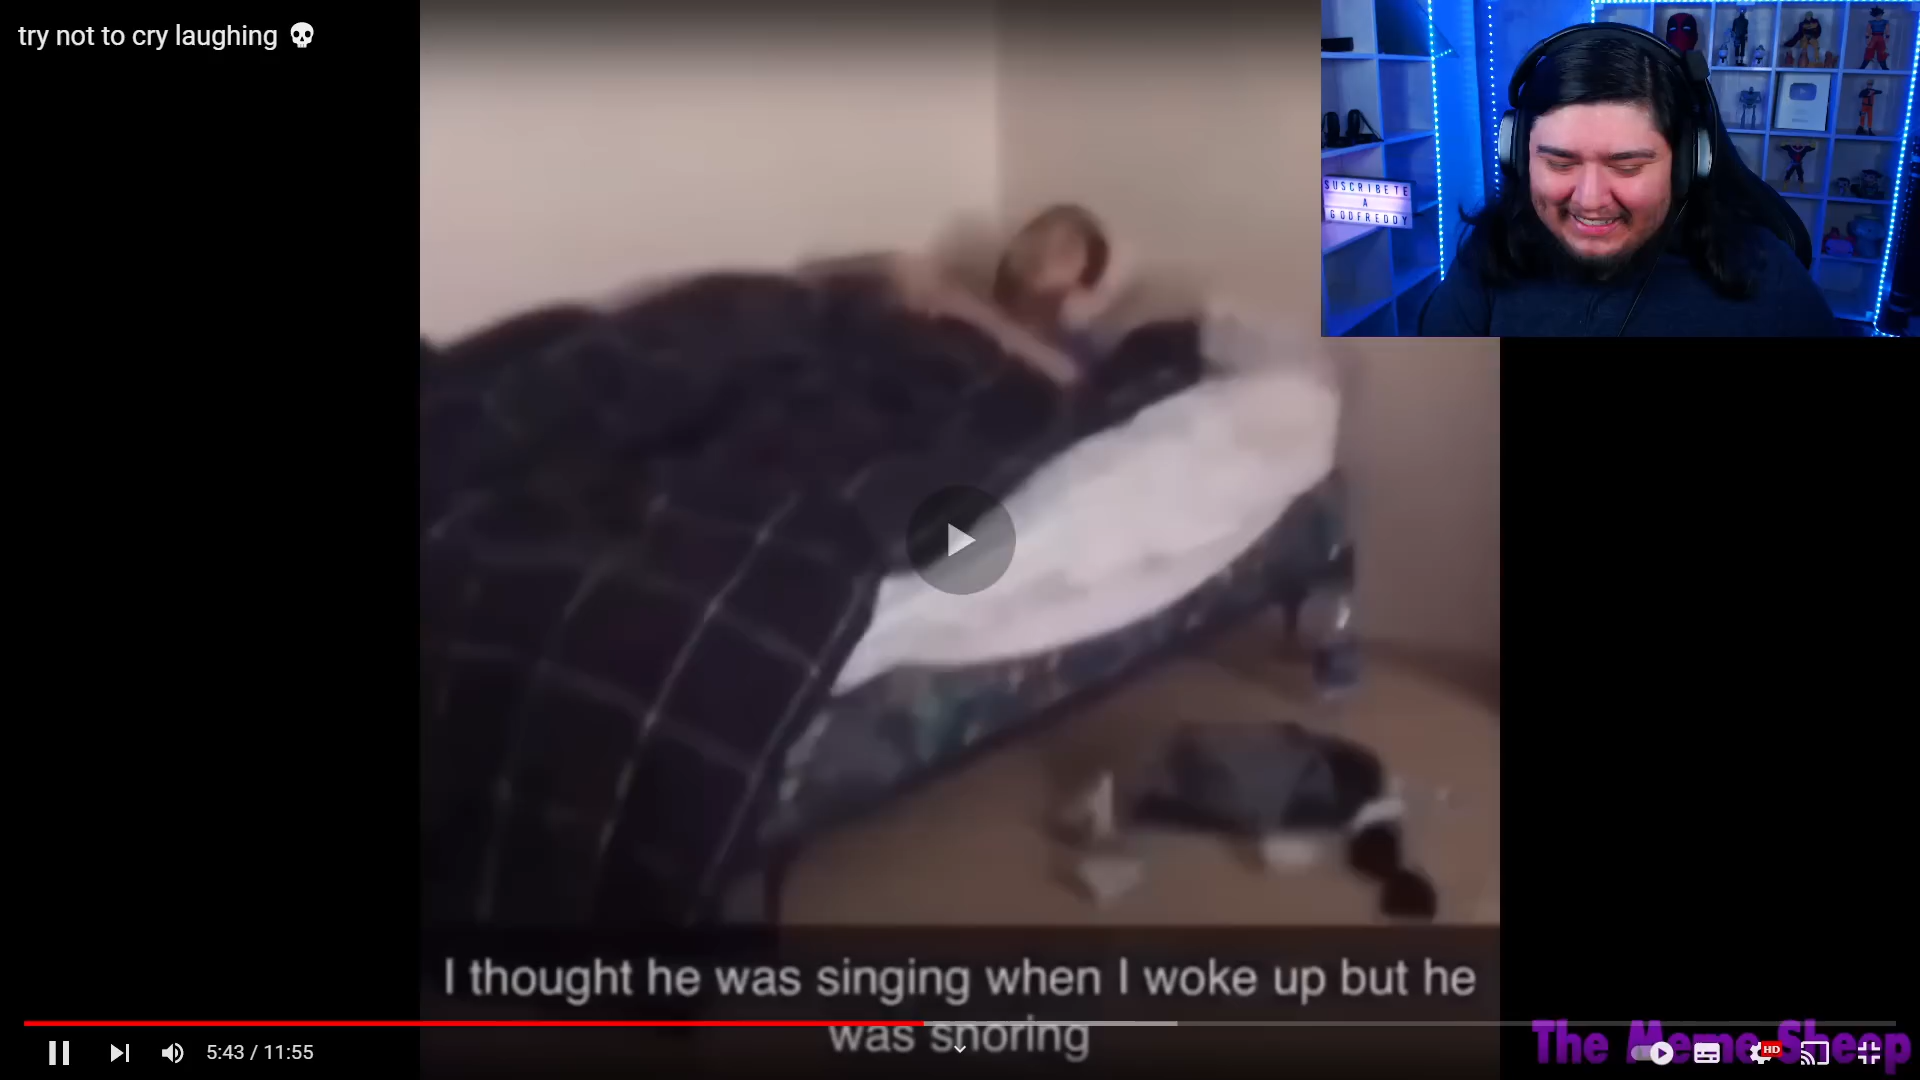 try not to cry laughing 💀
SUSCRIBETE
A
GODFREDDY
I thought he was singing when I woke up but he
was snoring
5:43 / 11:55
HD
The Meme Sheep